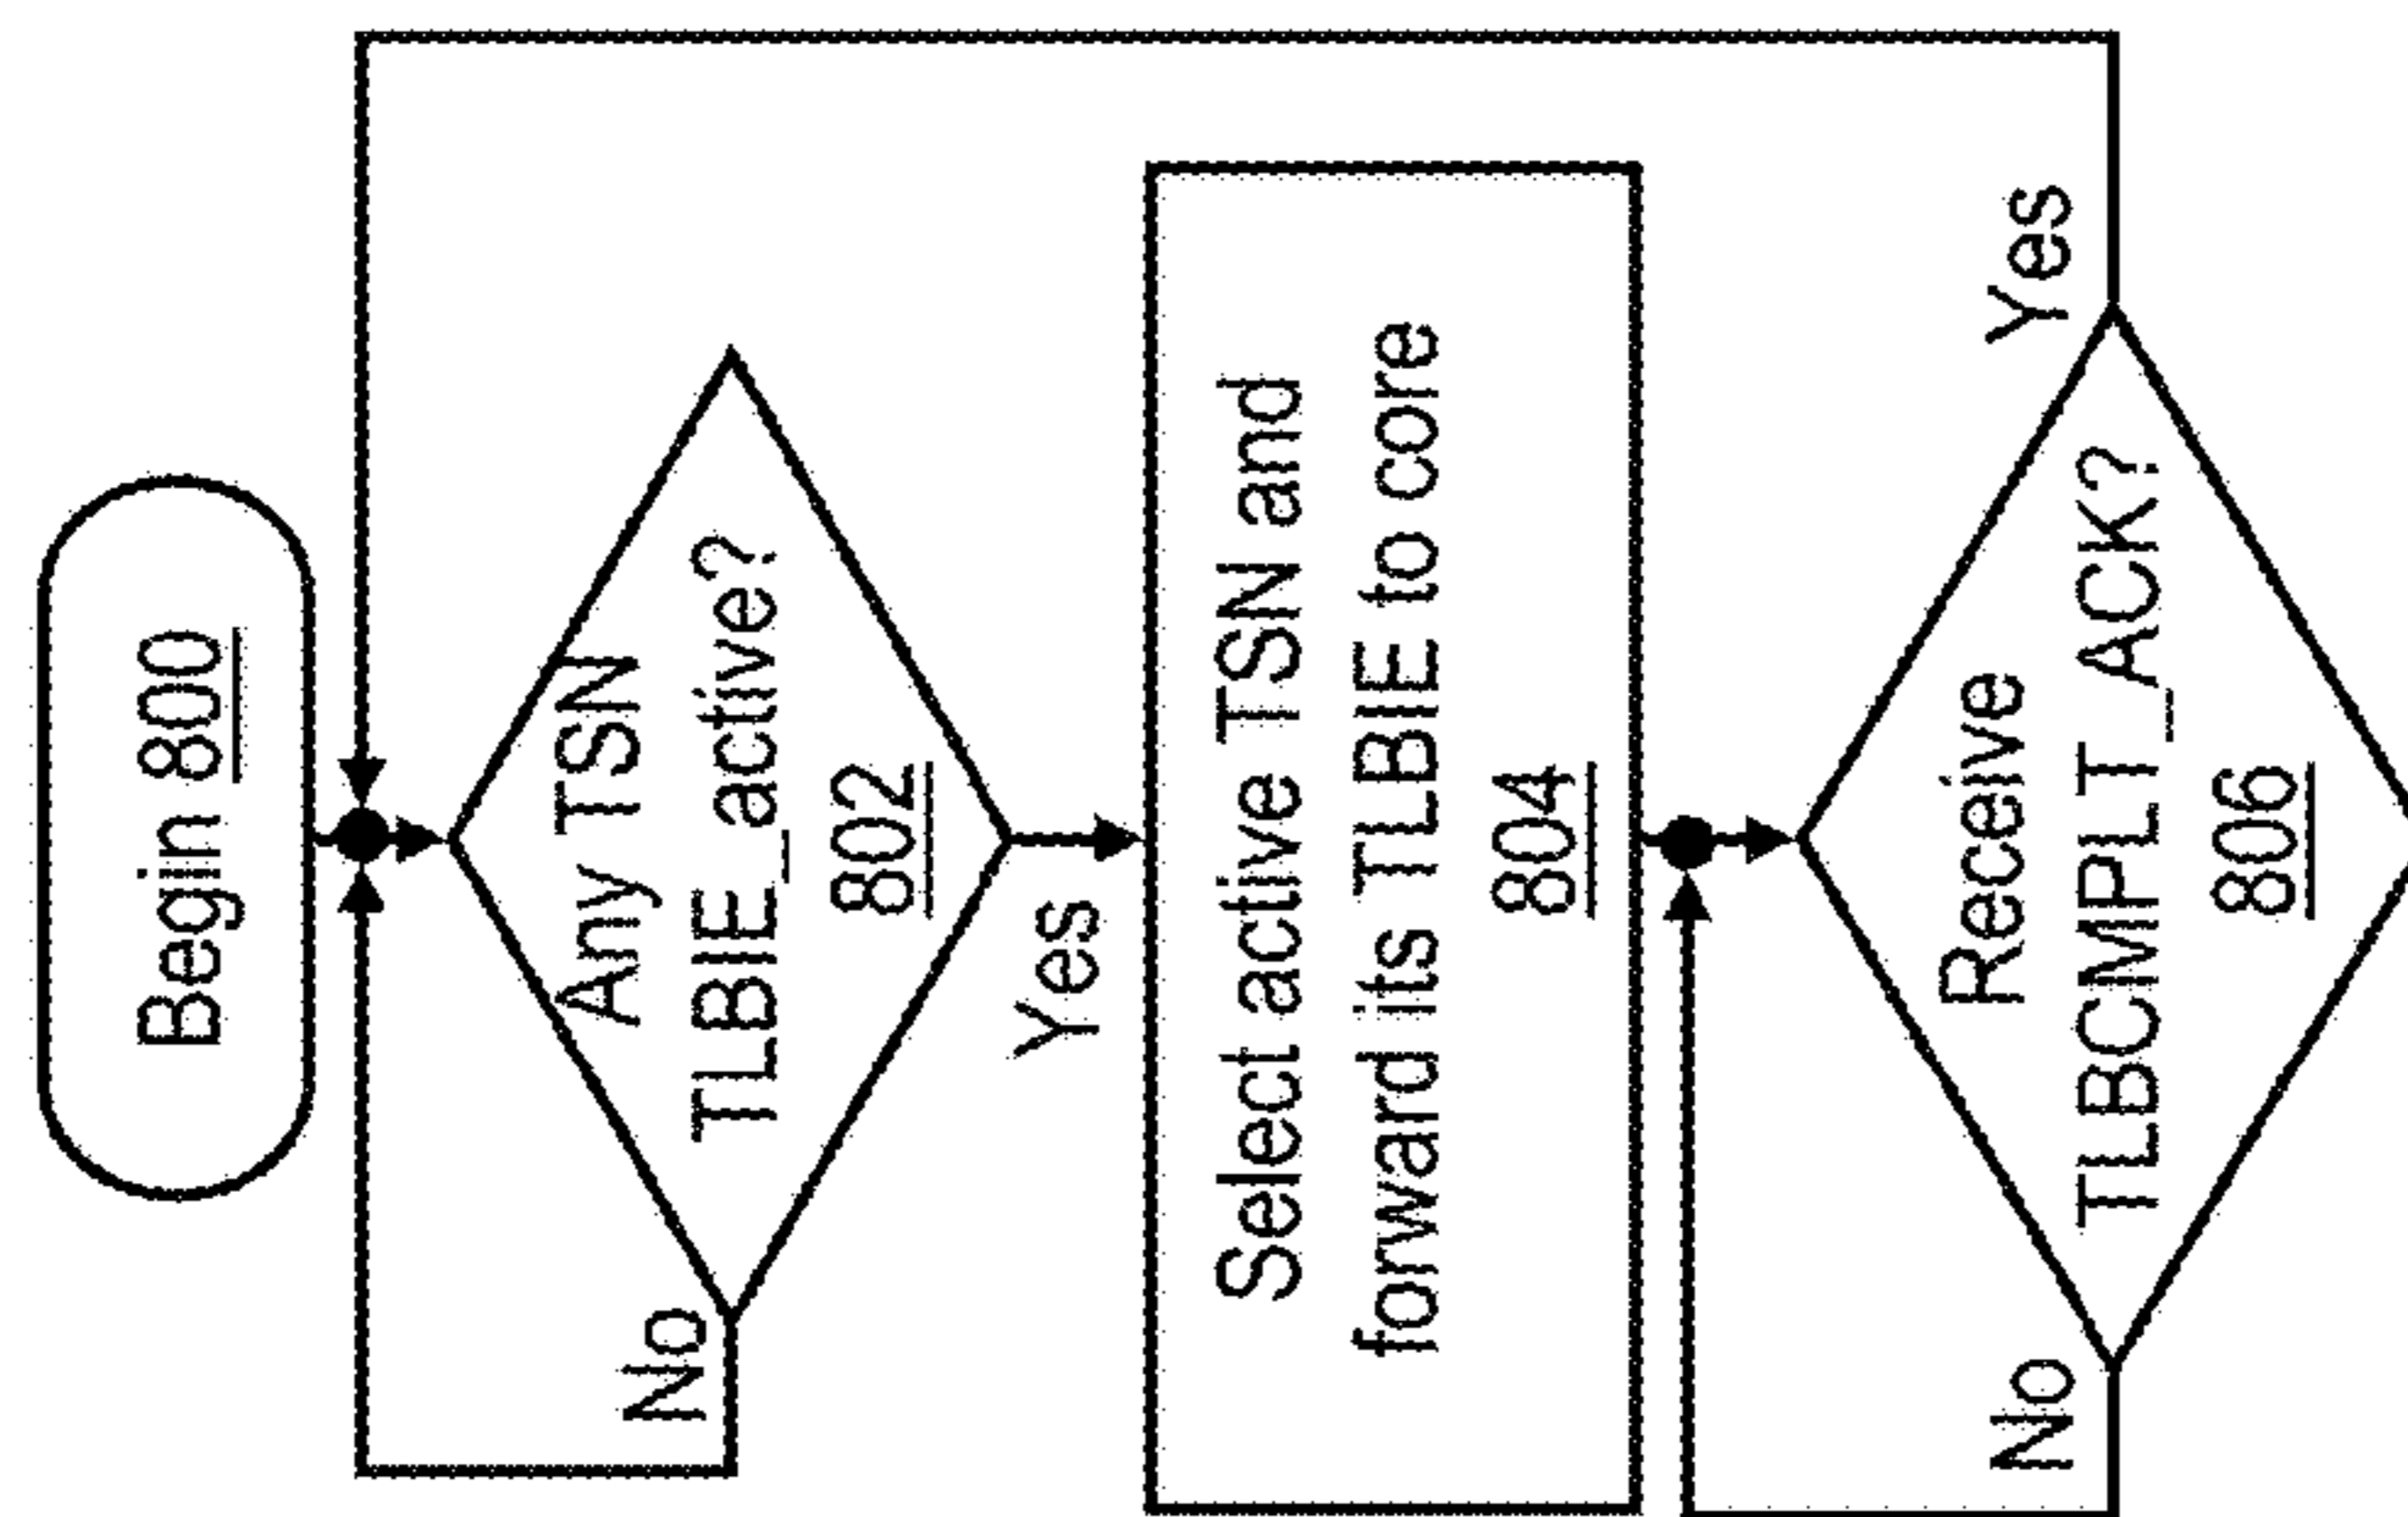 Begin 800
Any TSN
TLBIE_active?
802
No
Yes
Select active TSN and
forward its TLBIE to core
804
Receive
TLBCMPLT_ACK?
806
No
Yes